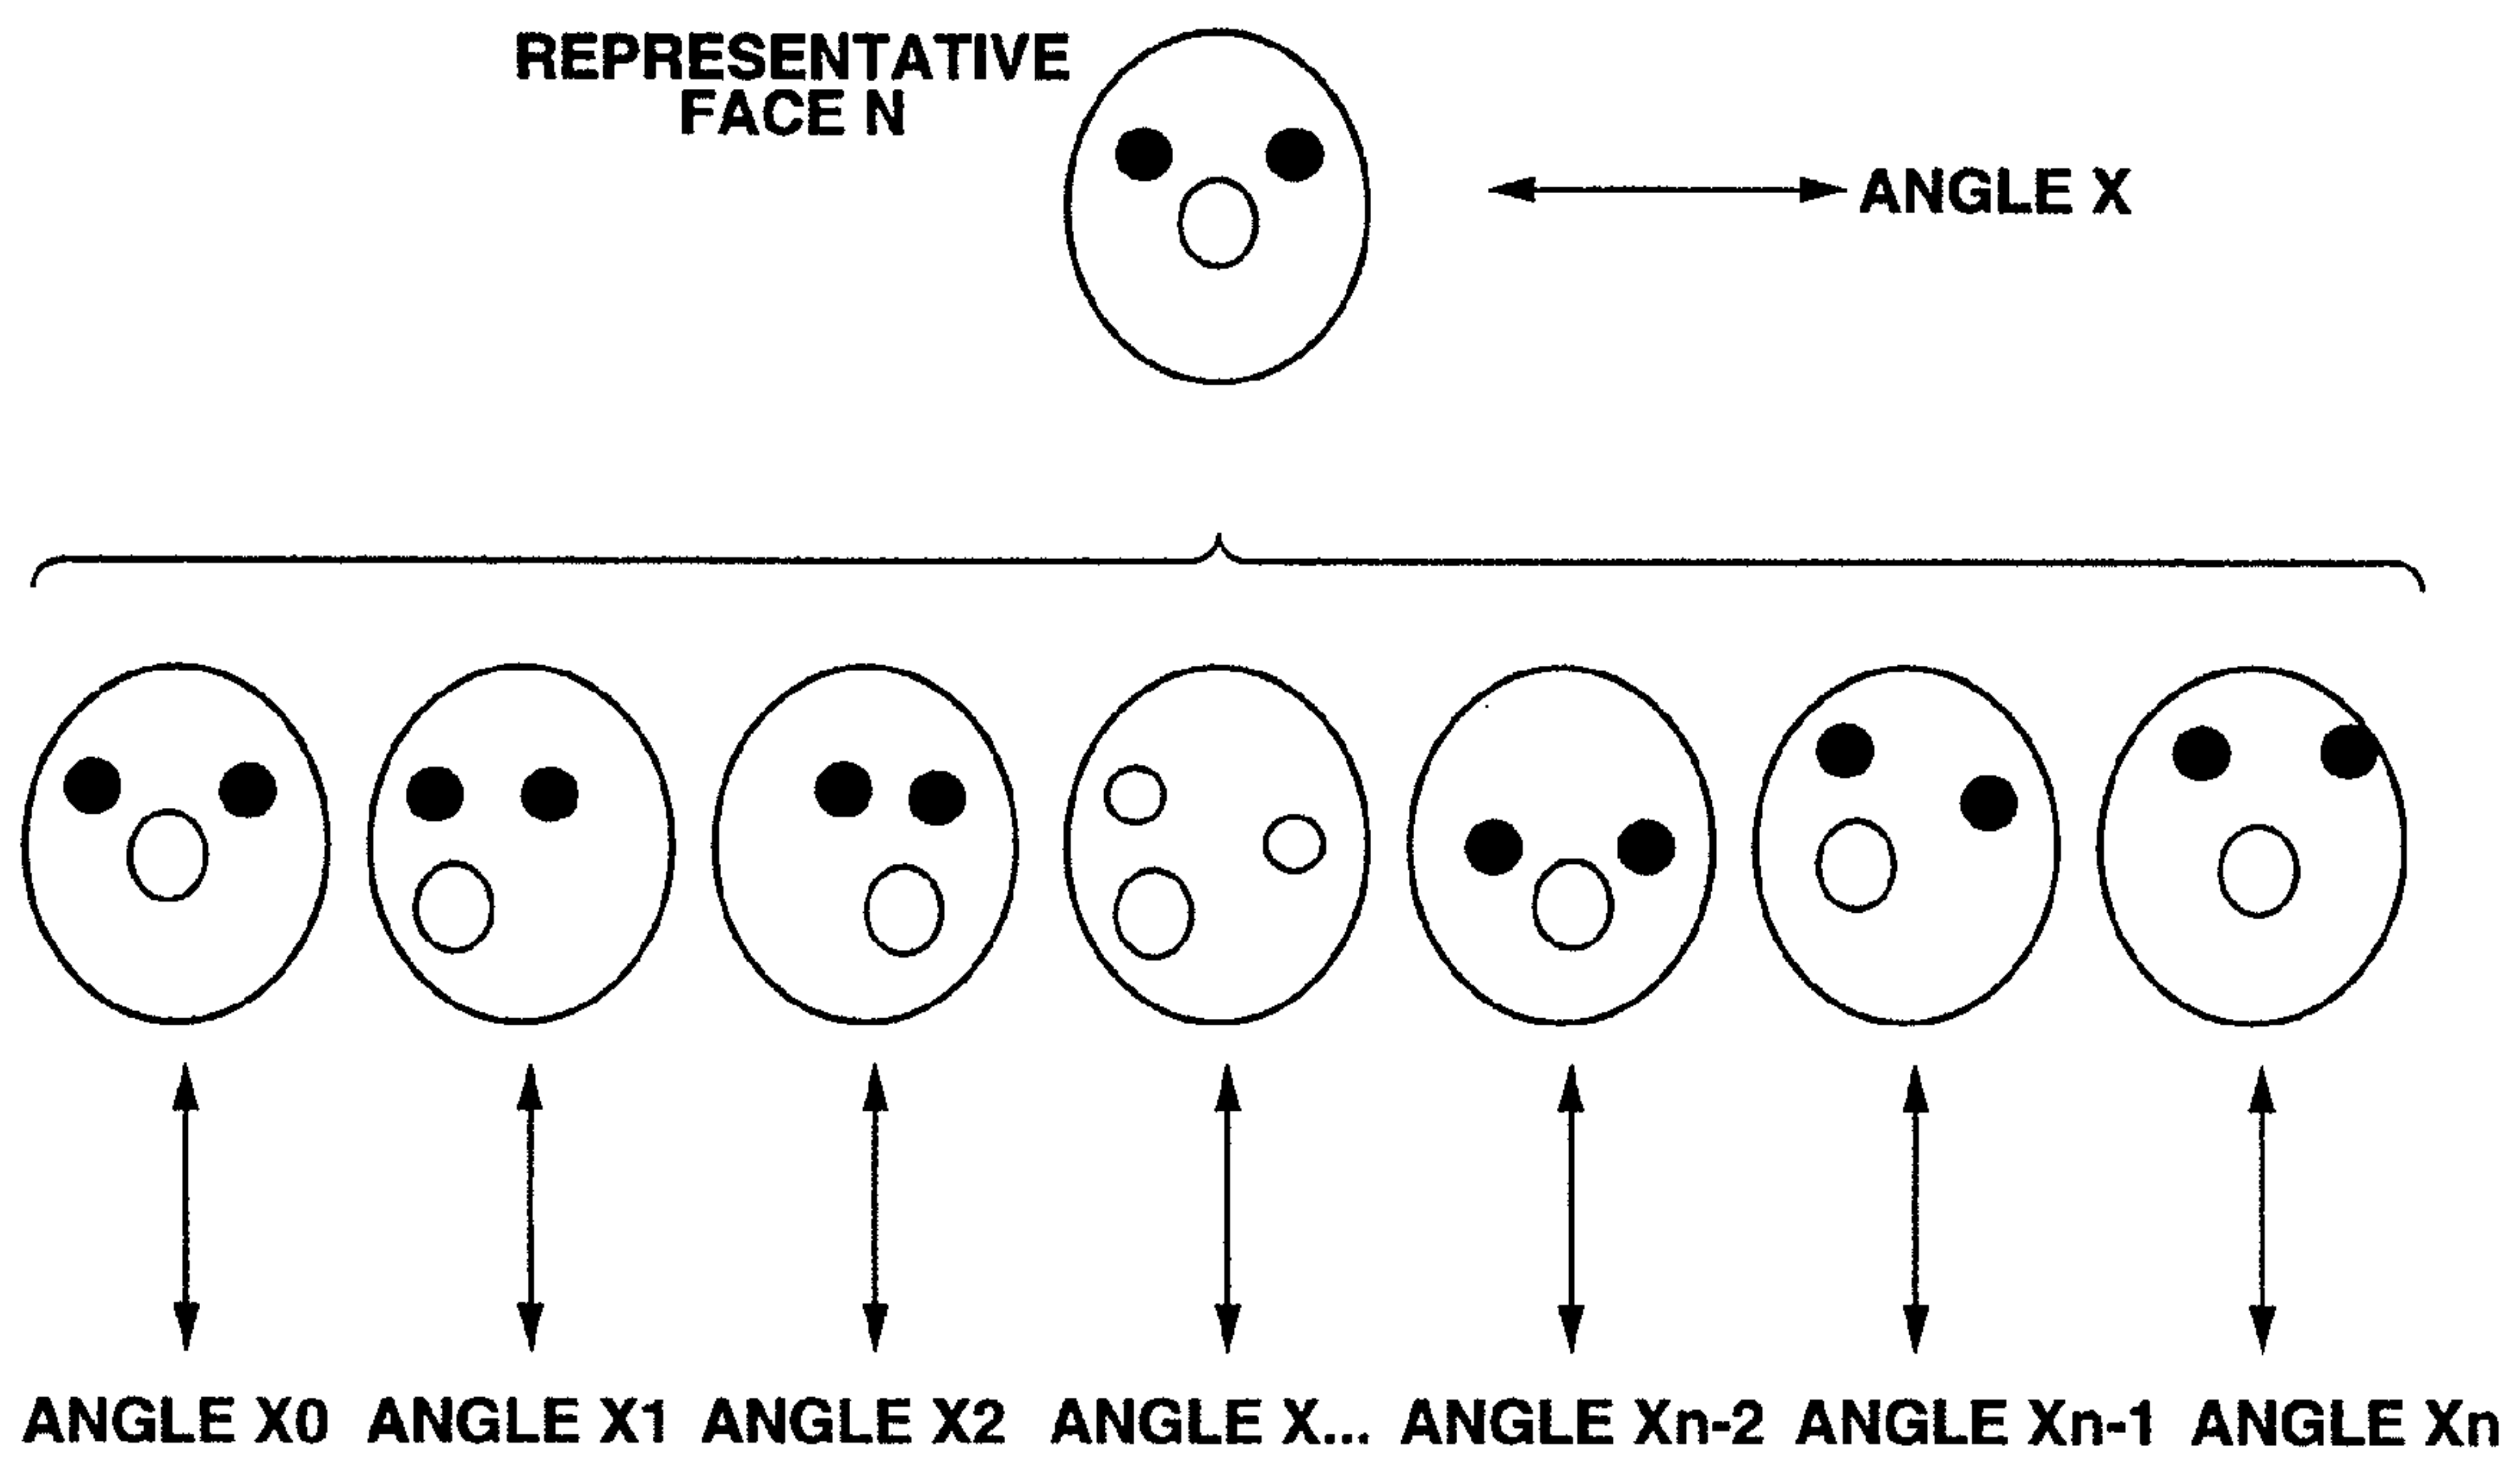 REPRESENTATIVE
FACE N
ANGLE X
ANGLE X0 ANGLE X1 ANGLE X2 ANGLE X... ANGLE Xn-2 ANGLE Xn-1 ANGLE Xn